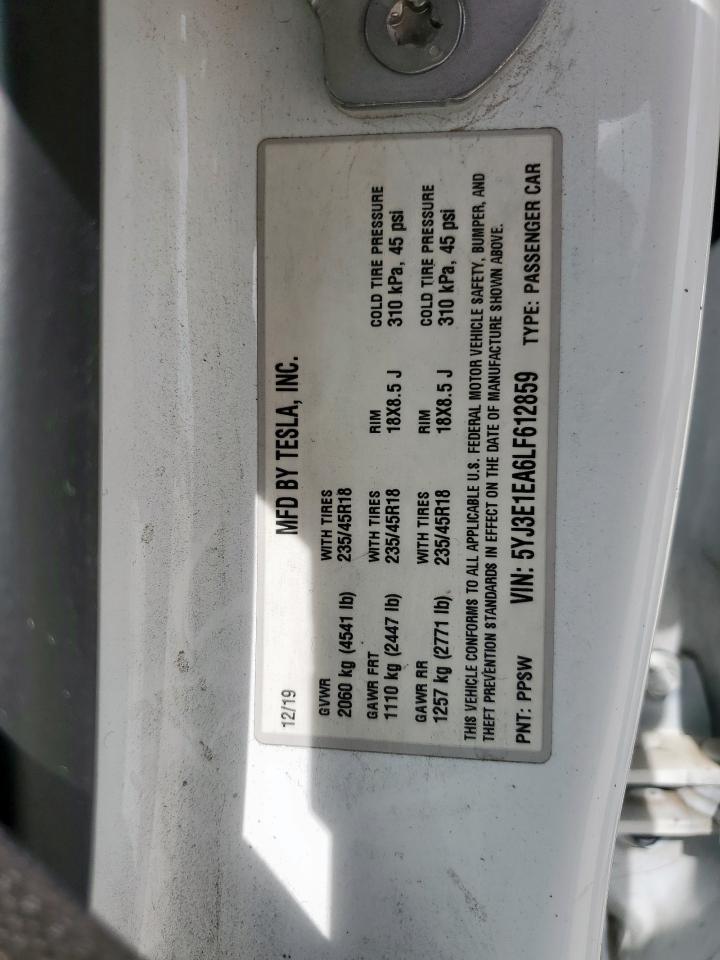 12/19 MFD BY TESLA, INC.
GVWR WITH TIRES
2060 kg (4541 lb) 235/45R18
GAWR FRT WITH TIRES RIM COLD TIRE PRESSURE
1110 kg (2447 lb) 235/45R18 18X8.5 J 310 kPa, 45 psi
GAWR RR WITH TIRES RIM COLD TIRE PRESSURE
1257 kg (2771 lb) 235/45R18 18X8.5 J 310 kPa, 45 psi
THIS VEHICLE CONFORMS TO ALL APPLICABLE U.S. FEDERAL MOTOR VEHICLE SAFETY, BUMPER, AND
THEFT PREVENTION STANDARDS IN EFFECT ON THE DATE OF MANUFACTURE SHOWN ABOVE.
PNT: PPSW VIN: 5YJ3E1EA6LF612859 TYPE: PASSENGER CAR